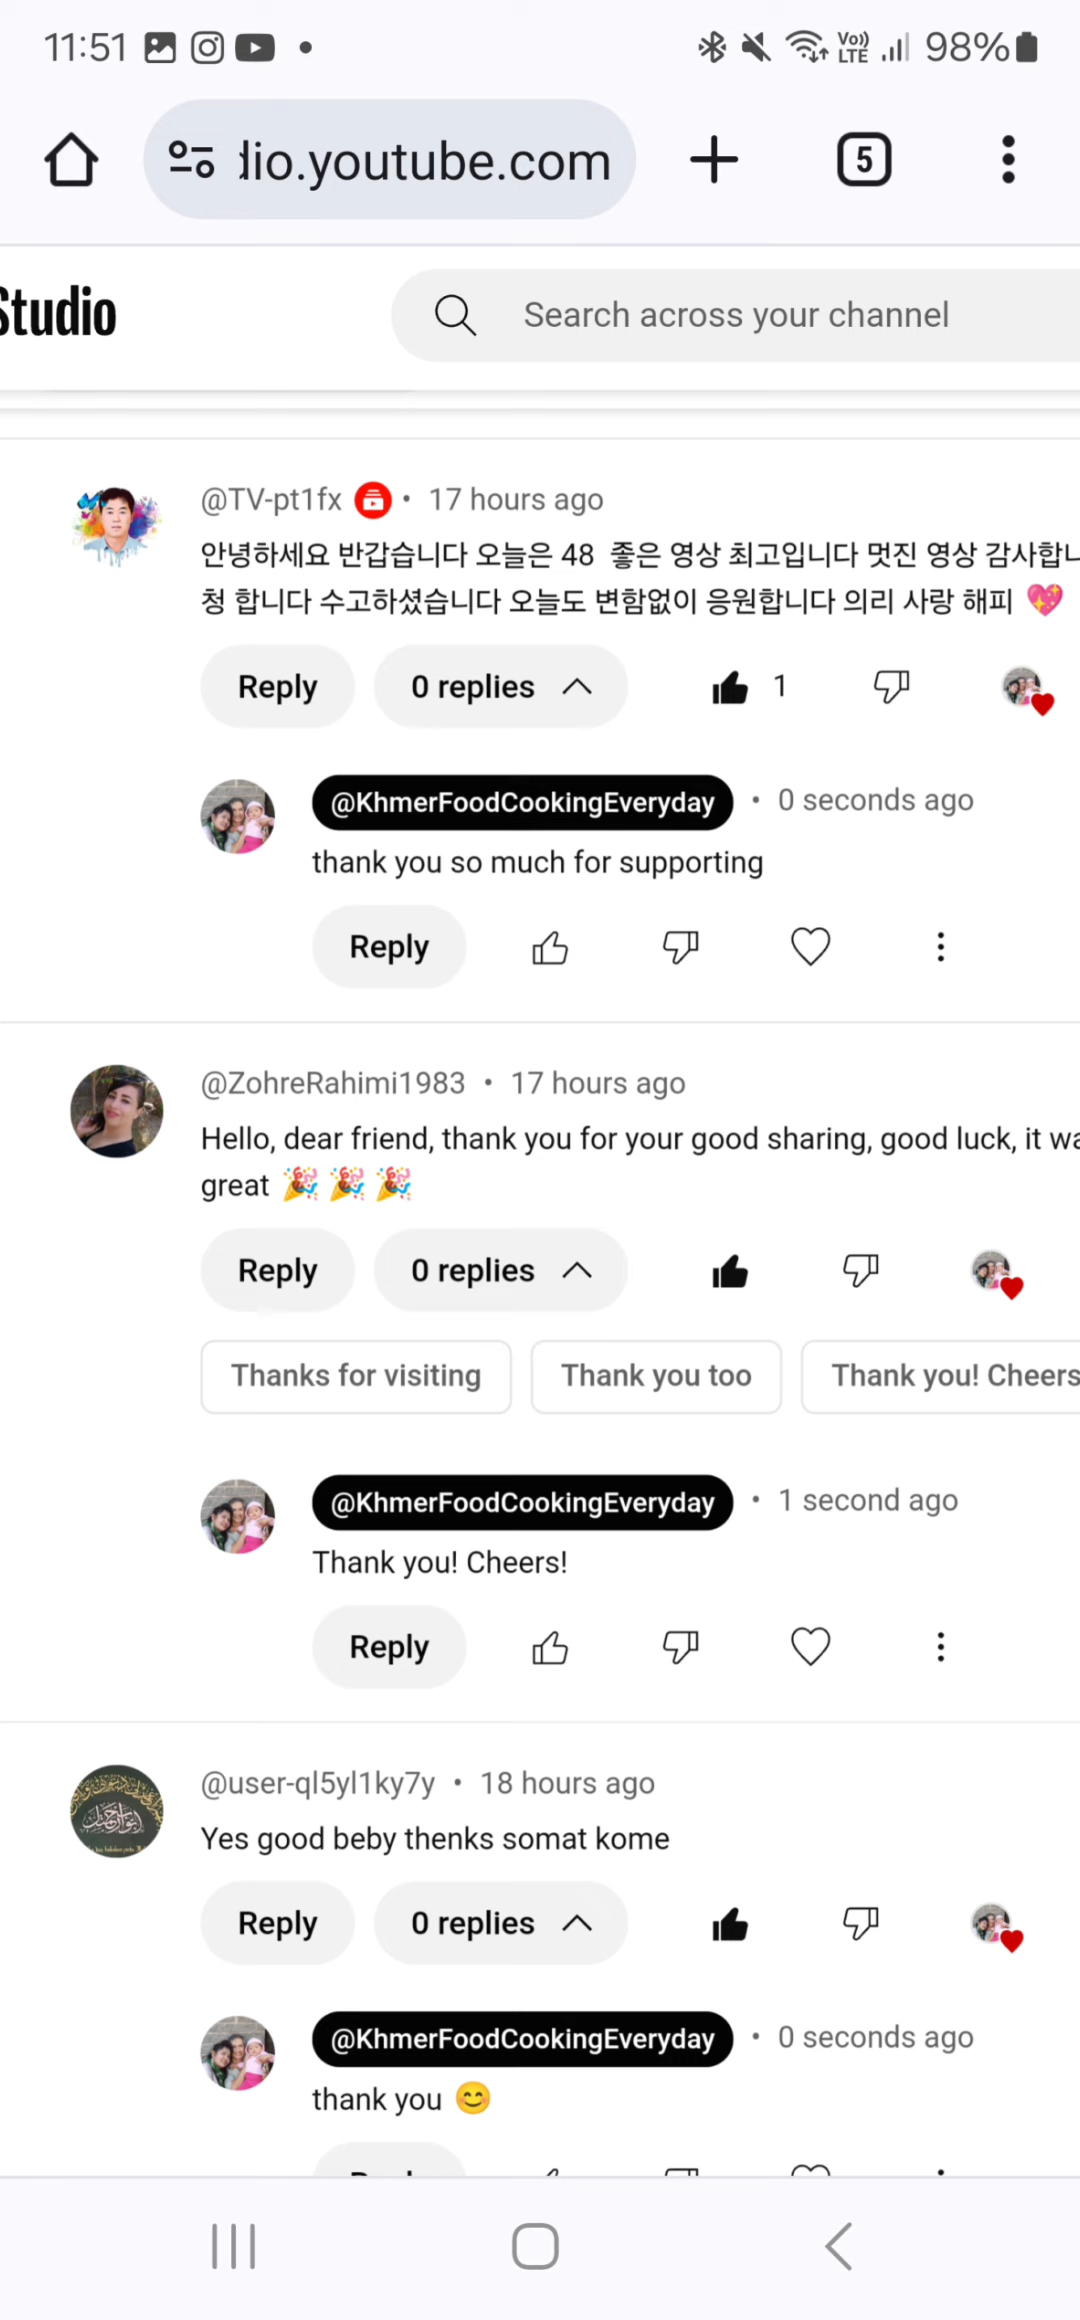 11:51
Vo))
LTE
98%
dio.youtube.com
5
Studio
Search across your channel
@TV-pt1fx • 17 hours ago
안녕하세요 반갑습니다 오늘은 48 좋은 영상 최고입니다 멋진 영상 감사합니
청 합니다 수고하셨습니다 오늘도 변함없이 응원합니다 의리 사랑 해피 💖
Reply
0 replies
1
@KhmerFoodCookingEveryday • 0 seconds ago
thank you so much for supporting
Reply
@ZohreRahimi1983 • 17 hours ago
Hello, dear friend, thank you for your good sharing, good luck, it wa
great 🎉 🎉 🎉
Reply
0 replies
Thanks for visiting
Thank you too
Thank you! Cheers
@KhmerFoodCookingEveryday • 1 second ago
Thank you! Cheers!
Reply
@user-ql5yl1ky7y • 18 hours ago
Yes good beby thenks somat kome
Reply
0 replies
@KhmerFoodCookingEveryday • 0 seconds ago
thank you 😊